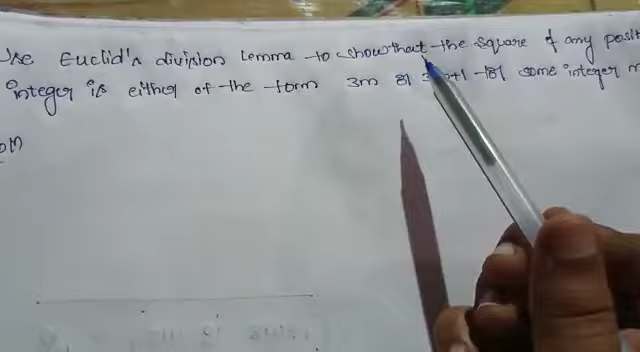 Use Euclid's division lemma to show that the square of any posit
integer is either of the form 3m or 3m+1 for some integer m